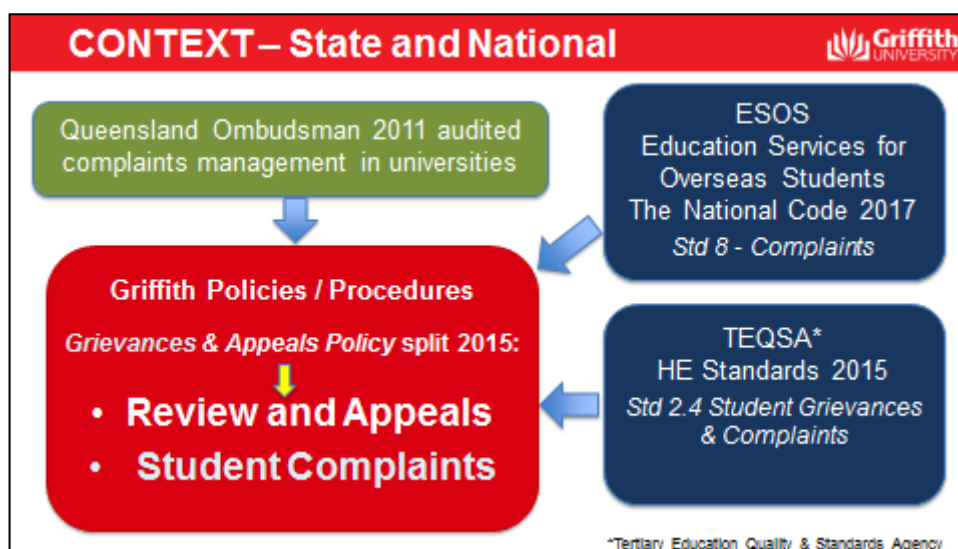 CONTEXT – State and National
Griffith
UNIVERSITY
Queensland Ombudsman 2011 audited
complaints management in universities
ESOS
Education Services for
Overseas Students
The National Code 2017
Std 8 - Complaints
Griffith Policies / Procedures
Grievances & Appeals Policy split 2015:
• Review and Appeals
• Student Complaints
TEQSA*
HE Standards 2015
Std 2.4 Student Grievances
& Complaints
*Tertiary Education Quality & Standards Agency